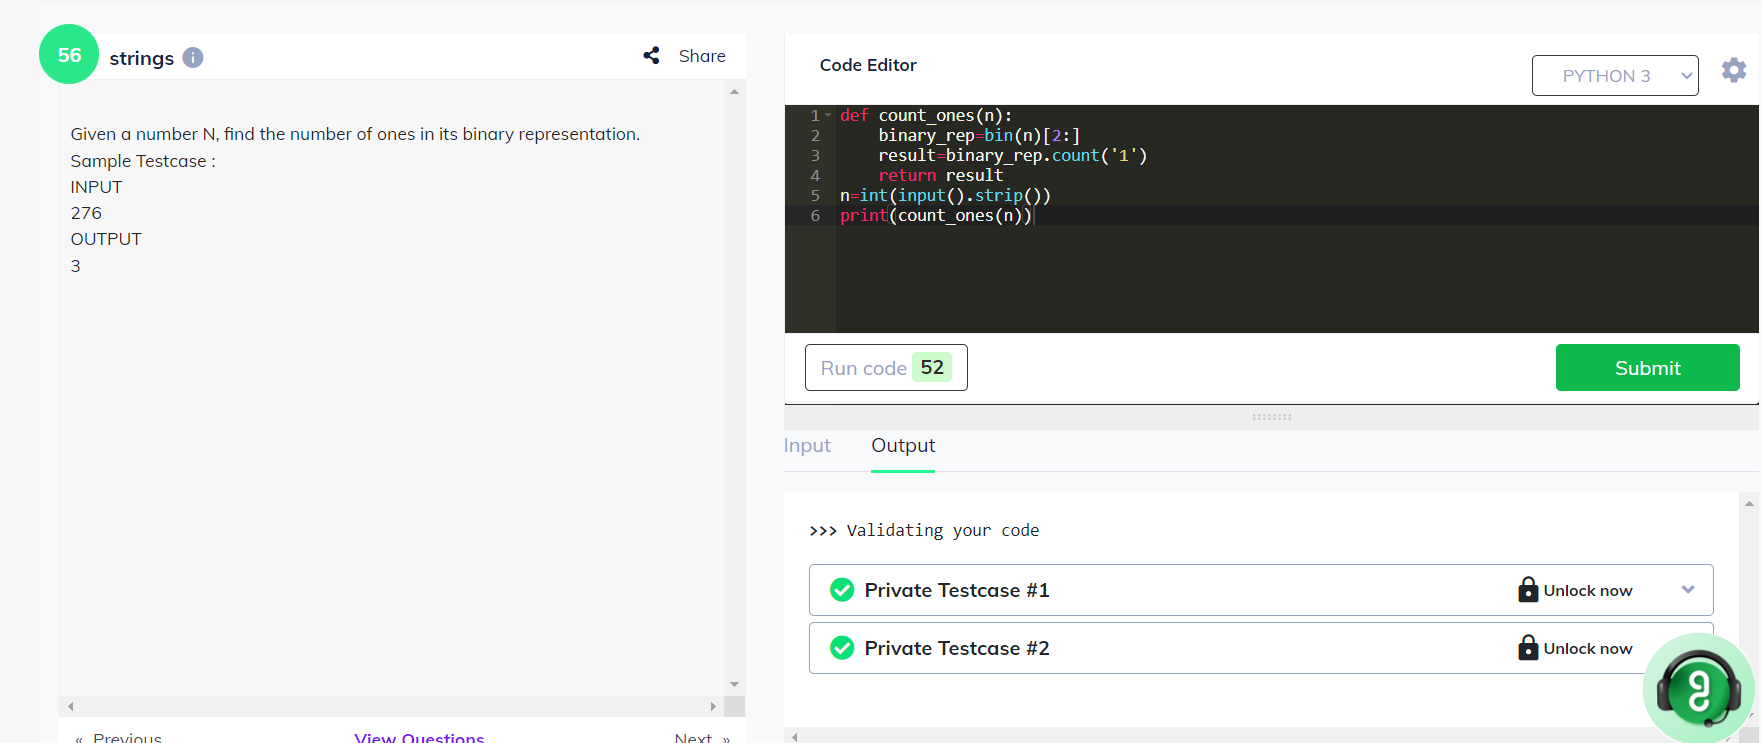 56
strings
Share
Given a number N, find the number of ones in its binary representation.
Sample Testcase :
INPUT
276
OUTPUT
3
« Previous
View Questions
Next »
Code Editor
PYTHON 3
1 def count_ones(n):
2     binary_rep=bin(n)[2:]
3     result=binary_rep.count('1')
4     return result
5 n=int(input().strip())
6 print(count_ones(n))
Run code 52
Submit
Input Output
>>> Validating your code
Private Testcase #1 Unlock now
Private Testcase #2 Unlock now